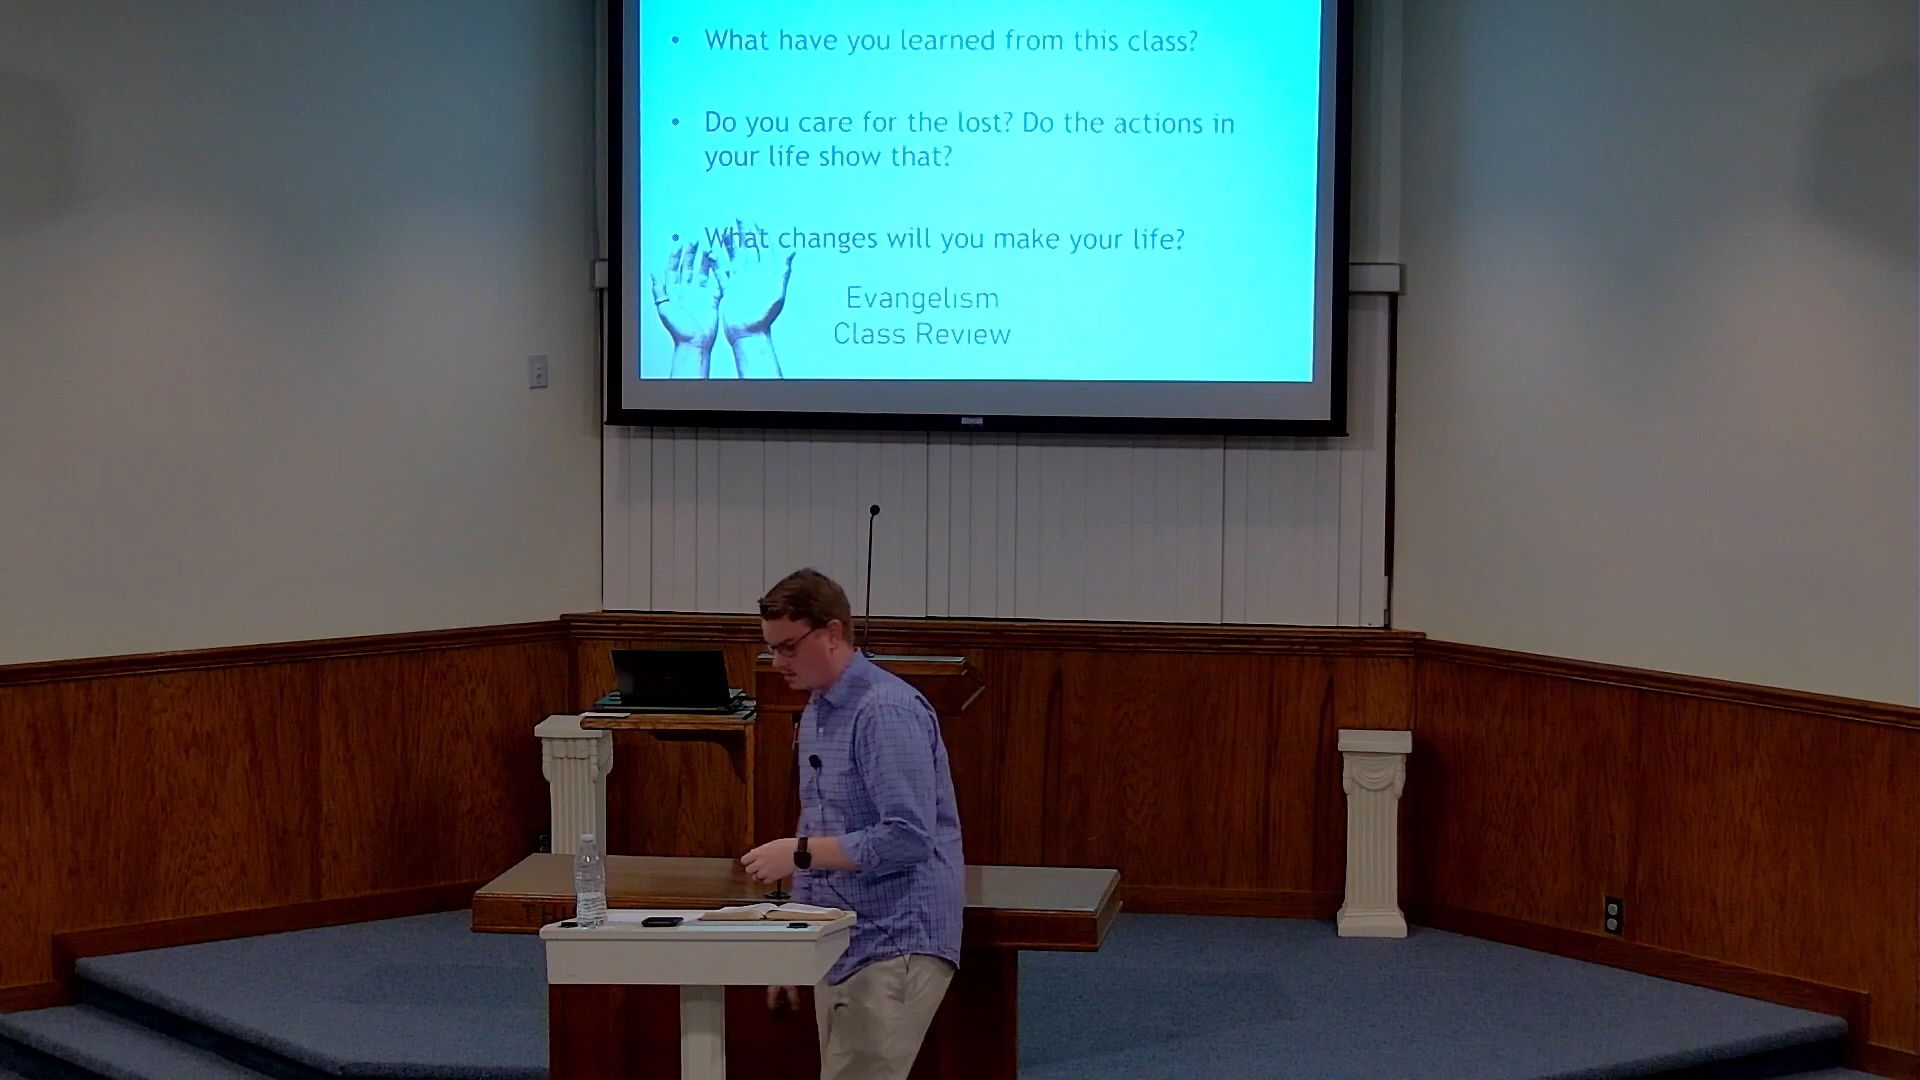 • What have you learned from this class?
• Do you care for the lost? Do the actions in
your life show that?
• What changes will you make your life?
Evangelism
Class Review